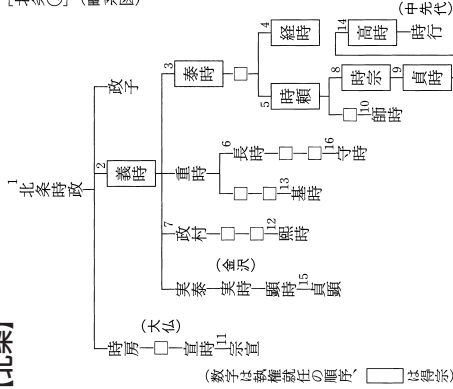 【北条】
1 北条時政
政子
2 義時
時房
(大仏)
□
宣時
11 宗宣
3 泰時
□
4 経時
5 時頼
8 時宗
9 貞時
□
10 師時
14 高時
時行
(中先代)
重時
6 長時
□
□
16 守時
□
□
13 基時
7 政村
□
□
12 煕時
実泰
(金沢)
実時
顕時
15 貞顕
(数字は執権就任の順序、
□は得宗)